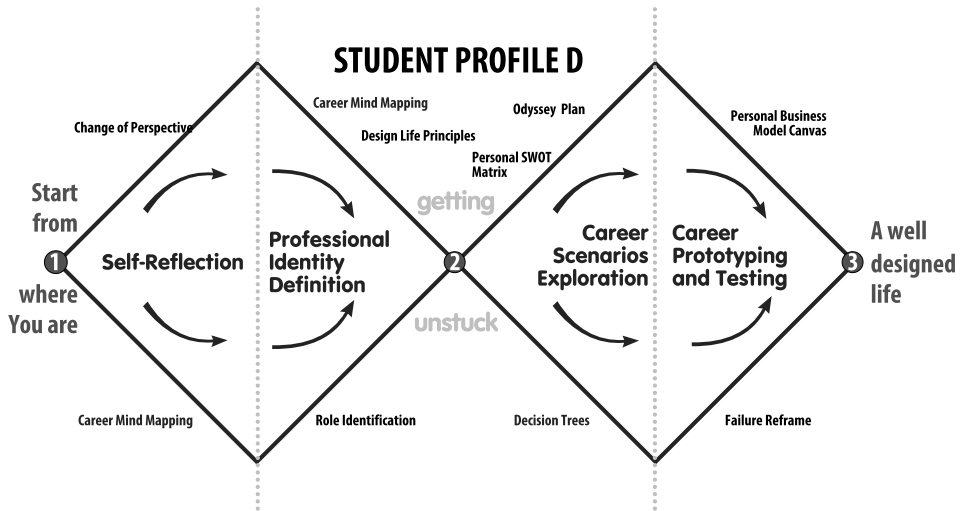 STUDENT PROFILE D
Career Mind Mapping
Odyssey Plan
Change of Perspective
Design Life Principles
Personal Business
Model Canvas
Personal SWOT
Matrix
Start
from
getting
1
where
You are
Self-Reflection
Professional
Identity
Definition
2
unstuck
Career
Scenarios
Exploration
Career
Prototyping
and Testing
3
A well
designed
life
Career Mind Mapping
Role Identification
Decision Trees
Failure Reframe